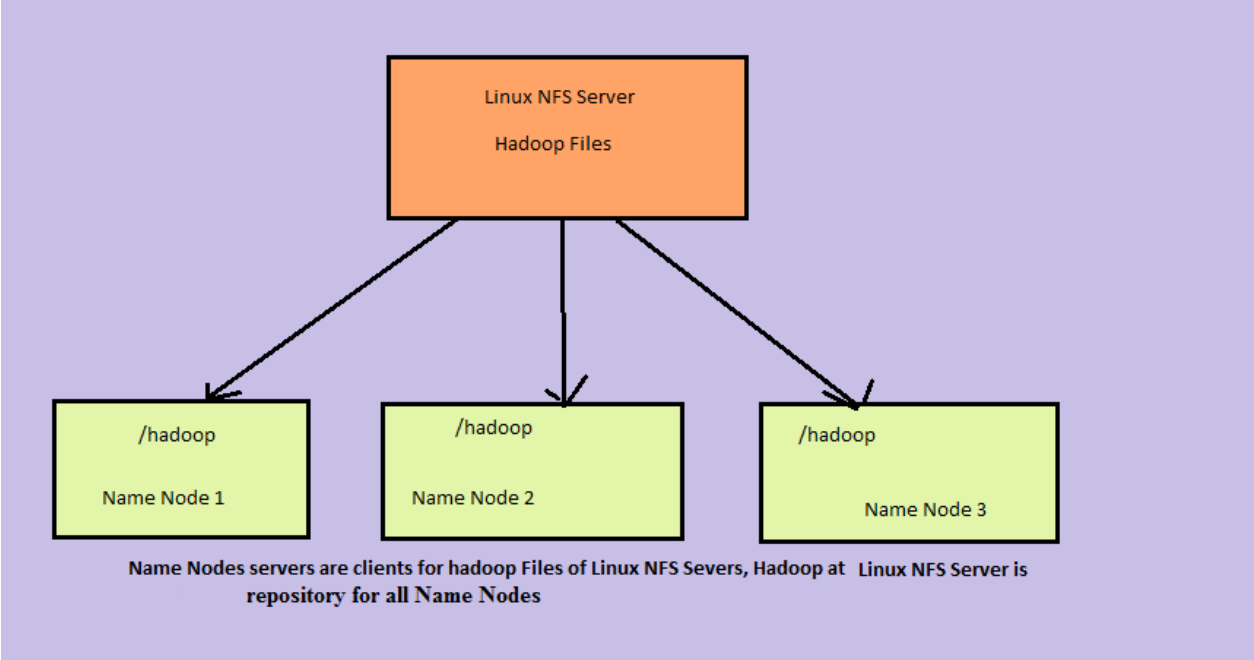 Linux NFS Server
Hadoop Files
/hadoop
Name Node 1
/hadoop
Name Node 2
/hadoop
Name Node 3
Name Nodes servers are clients for hadoop Files of Linux NFS Severs, Hadoop at Linux NFS Server is
repository for all Name Nodes